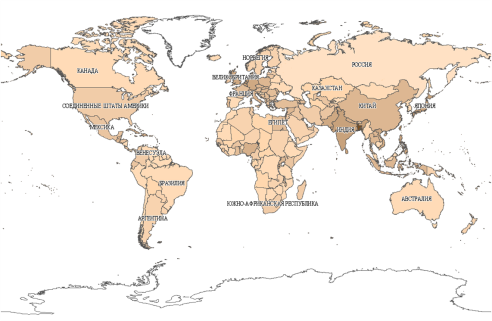 НОРВЕГИЯ
РОССИЯ
КАНАДА
ВЕЛИКОБРИТАНИЯ
КАЗАХСТАН
ФРАНЦИЯ
СОЕДИНЕННЫЕ ШТАТЫ АМЕРИКИ
КИТАЙ
ЯПОНИЯ
МЕКСИКА
ЕГИПЕТ
ИНДИЯ
ВЕНЕСУЭЛА
БРАЗИЛИЯ
АВСТРАЛИЯ
ЮЖНО-АФРИКАНСКАЯ РЕСПУБЛИКА
АРГЕНТИНА